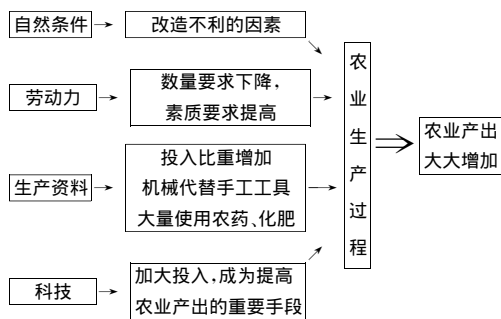 自然条件
改造不利的因素
劳动力
数量要求下降,
素质要求提高
生产资料
投入比重增加
机械代替手工工具
大量使用农药、化肥
科技
加大投入,成为提高
农业产出的重要手段
农业生产过程
农业产出
大大增加